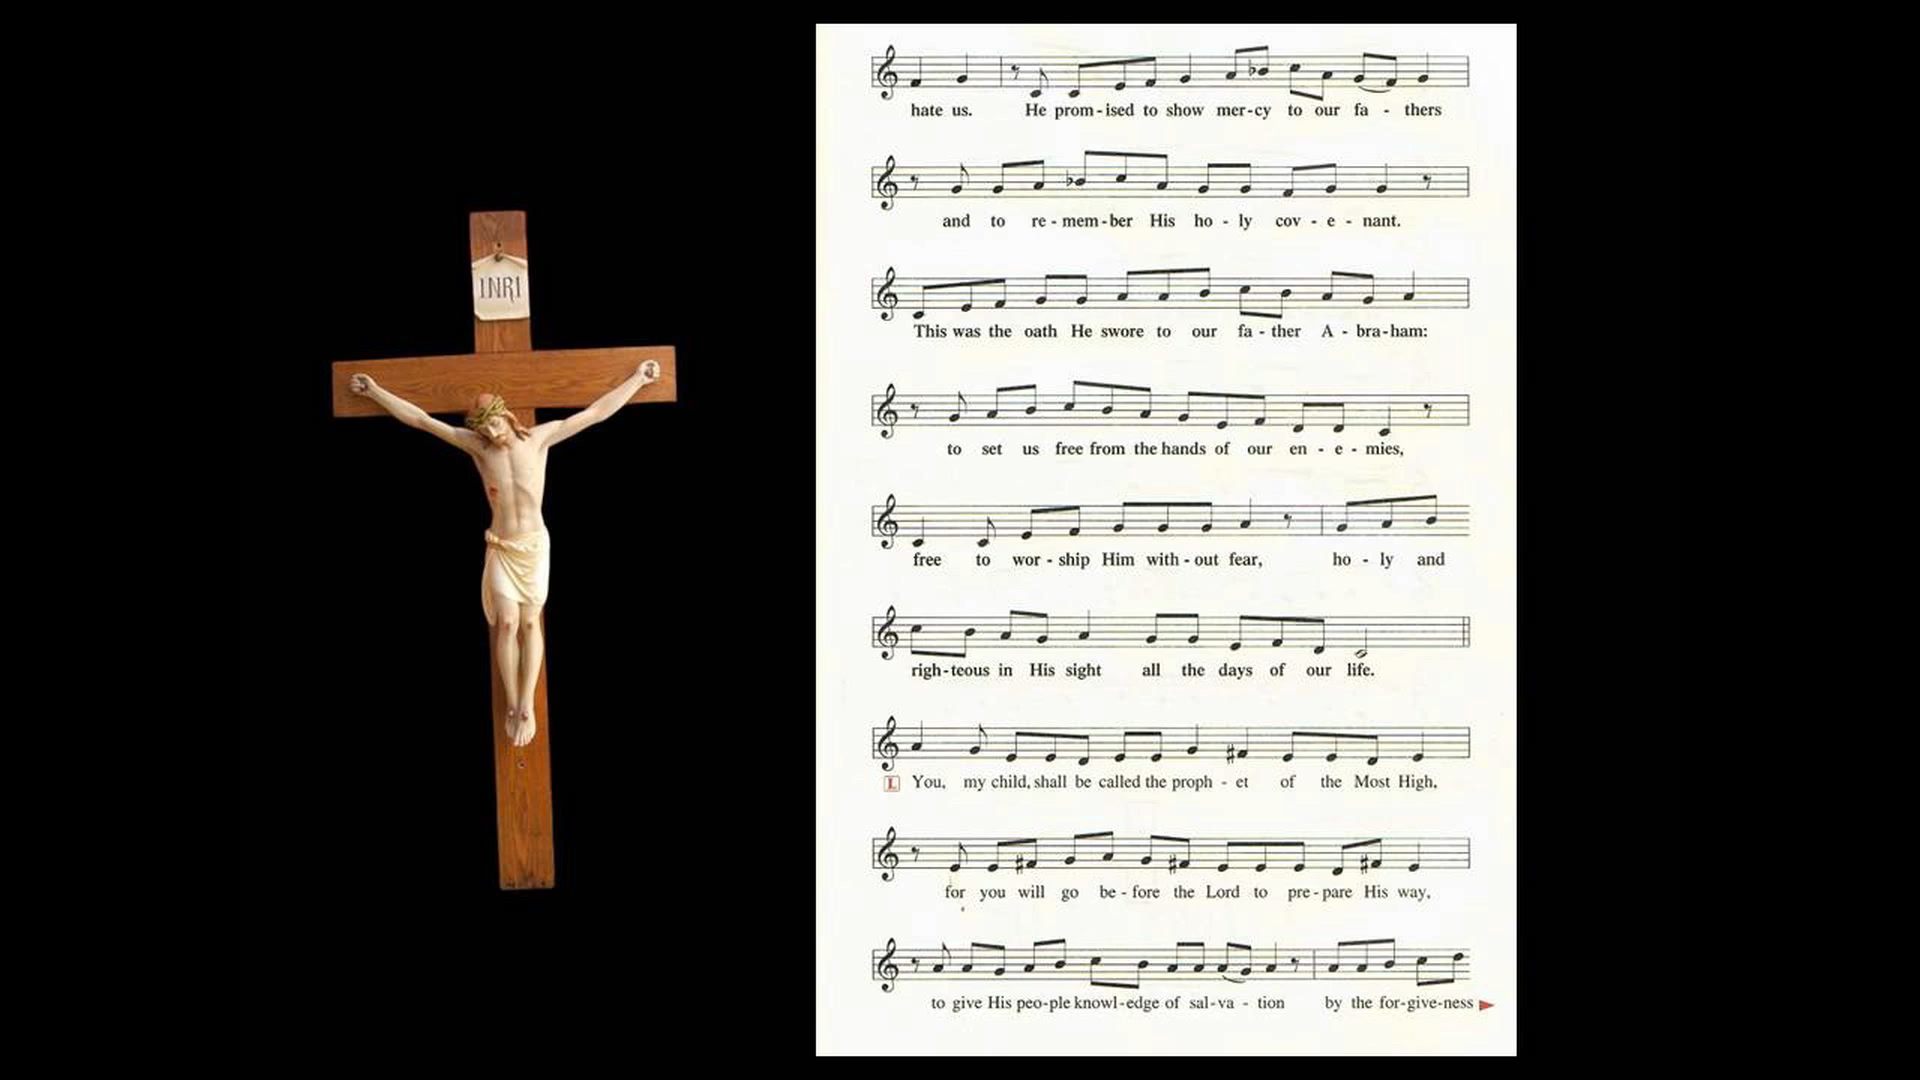 INRI
hate us. He prom-ised to show mer-cy to our fa - thers
and to re-mem-ber His ho - ly cov - e - nant.
This was the oath He swore to our fa - ther A - bra-ham:
to set us free from the hands of our en - e - mies,
free to wor - ship Him with - out fear, ho - ly and
righ-teous in His sight all the days of our life.
L You, my child, shall be called the proph - et of the Most High,
for you will go be - fore the Lord to pre - pare His way,
to give His peo-ple knowl-edge of sal-va - tion by the for-give-ness